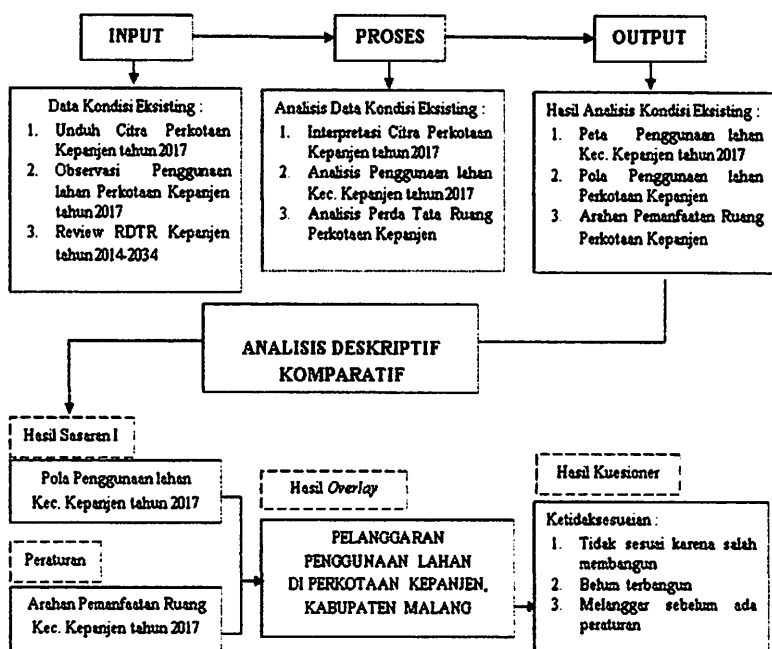 INPUT
PROSES
OUTPUT
Data Kondisi Eksisting :
1. Unduh Citra Perkotaan
Kepanjen tahun 2017
2. Observasi Penggunaan
lahan Perkotaan Kepanjen
tahun 2017
3. Review RDTR Kepanjen
tahun 2014-2034
Analisis Data Kondisi Eksisting :
1. Interpretasi Citra Perkotaan
Kepanjen tahun 2017
2. Analisis Penggunaan lahan
Kec. Kepanjen tahun 2017
3. Analisis Perda Tata Ruang
Perkotaan Kepanjen
Hasil Analisis Kondisi Eksisting :
1. Peta Penggunaan lahan
Kec. Kepanjen tahun 2017
2. Pola Penggunaan lahan
Perkotaan Kepanjen
3. Arahan Pemanfaatan Ruang
Perkotaan Kepanjen
ANALISIS DESKRIPTIF
KOMPARATIF
Hasil Sasaran I
Pola Penggunaan lahan
Kec. Kepanjen tahun 2017
Peraturan
Arahan Pemanfaatan Ruang
Kec. Kepanjen tahun 2017
Hasil Overlay
PELANGGARAN
PENGGUNAAN LAHAN
DI PERKOTAAN KEPANJEN,
KABUPATEN MALANG
Hasil Kuesioner
Ketidaksesuaian :
1. Tidak sesuai karena salah
membangun
2. Belum terbangun
3. Melanggar sebelum ada
peraturan